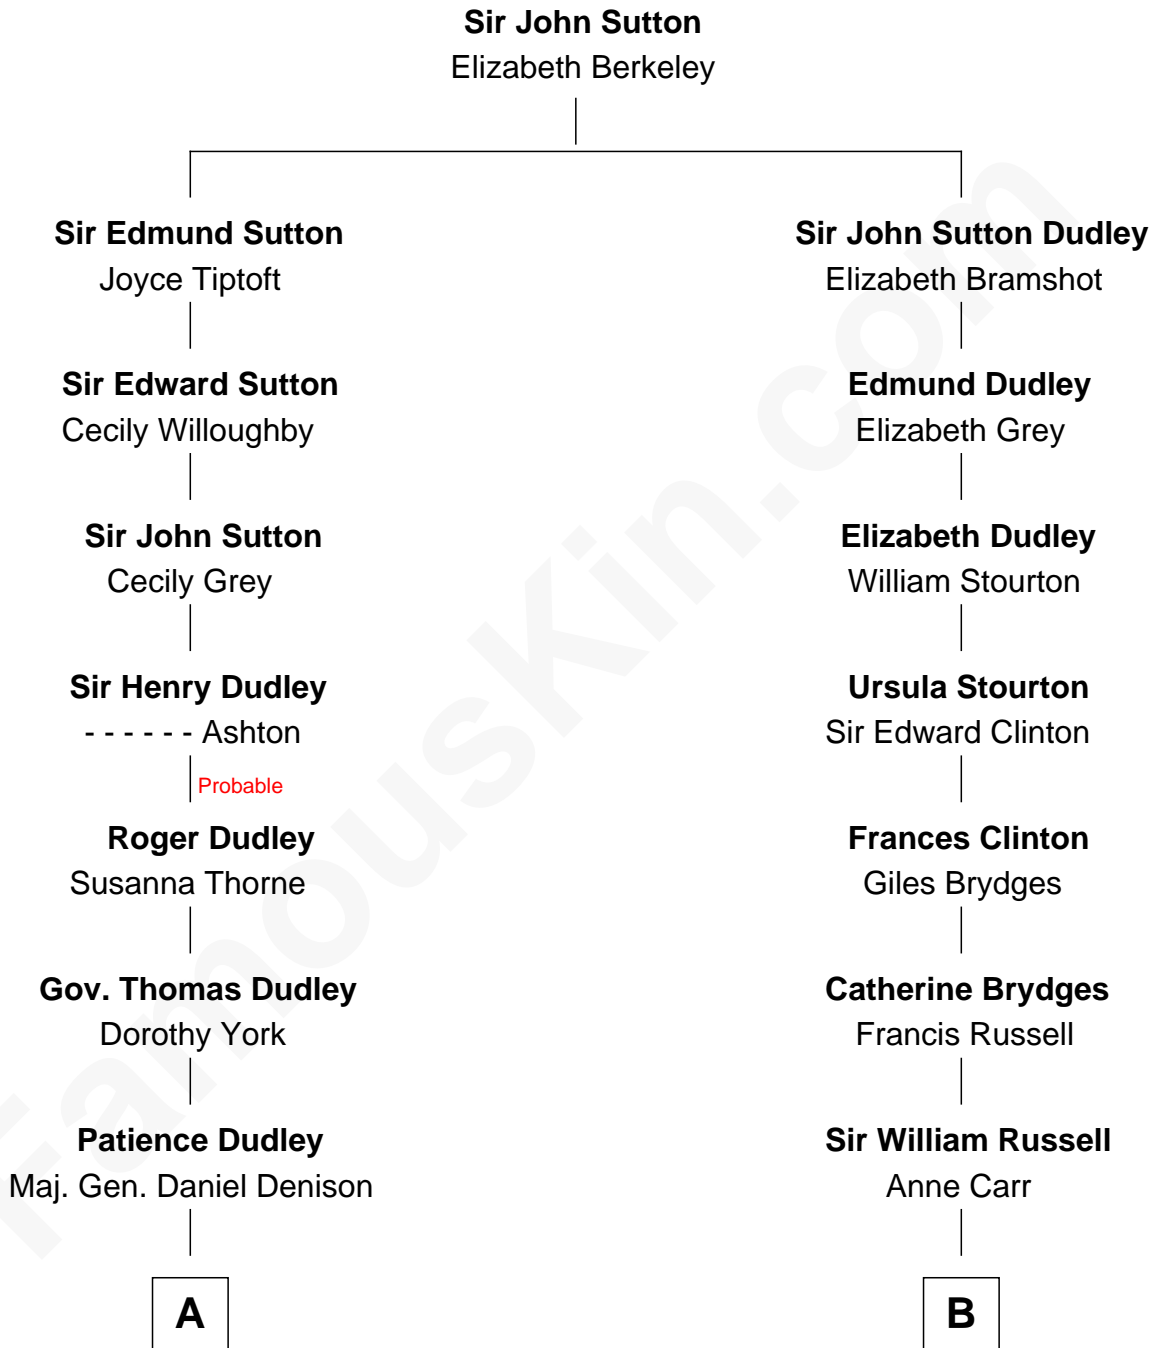 Sir John Sutton
Elizabeth Berkeley
Sir Edmund Sutton
Joyce Tiptoft
Sir John Sutton Dudley
Elizabeth Bramshot
Sir Edward Sutton
Cecily Willoughby
Edmund Dudley
Elizabeth Grey
Sir John Sutton
Cecily Grey
Elizabeth Dudley
William Stourton
Sir Henry Dudley
- - - - - - Ashton
Ursula Stourton
Sir Edward Clinton
Probable
Roger Dudley
Susanna Thorne
Frances Clinton
Giles Brydges
Gov. Thomas Dudley
Dorothy York
Catherine Brydges
Francis Russell
Patience Dudley
Maj. Gen. Daniel Denison
Sir William Russell
Anne Carr
A
B
FamousKin.com